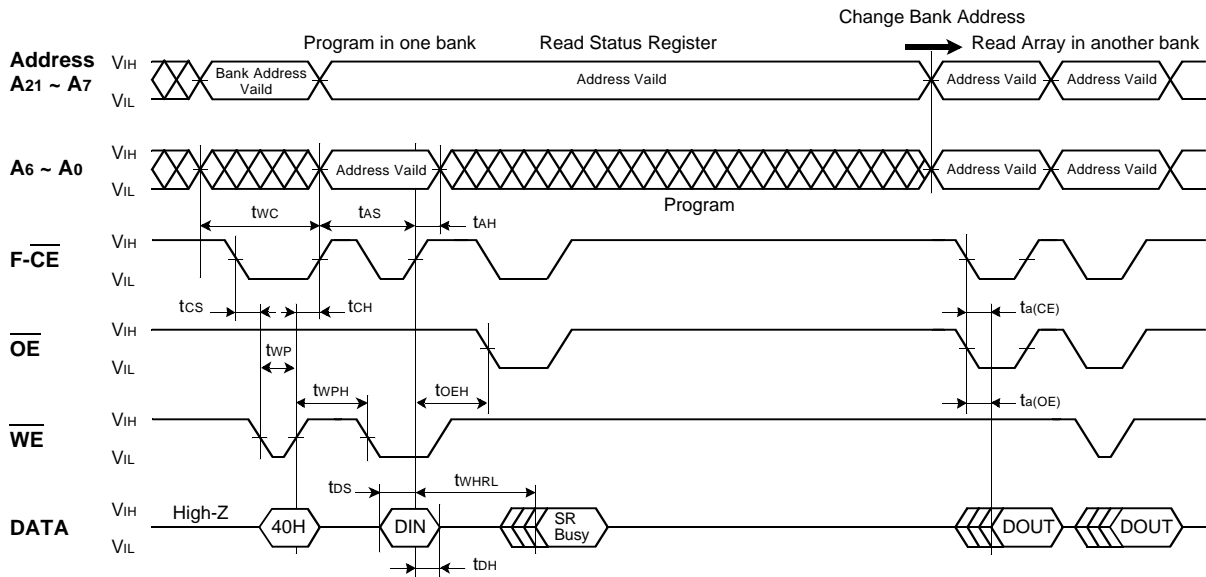 Change Bank Address
Program in one bank Read Status Register Read Array in another bank
Address
A21 ~ A7
VIH
VIL
Bank Address
Vaild
Address Vaild
Address Vaild
Address Vaild
A6 ~ A0
VIH
VIL
Address Vaild
Address Vaild
Address Vaild
Program
tWC
tAS
tAH
F-CE
VIH
VIL
tCS
tCH
ta(CE)
OE
VIH
VIL
tWP
tWPH
tOEH
ta(OE)
WE
VIH
VIL
tDS
tWHRL
DATA
VIH
VIL
High-Z
40H
DIN
SR
Busy
DOUT
DOUT
tDH